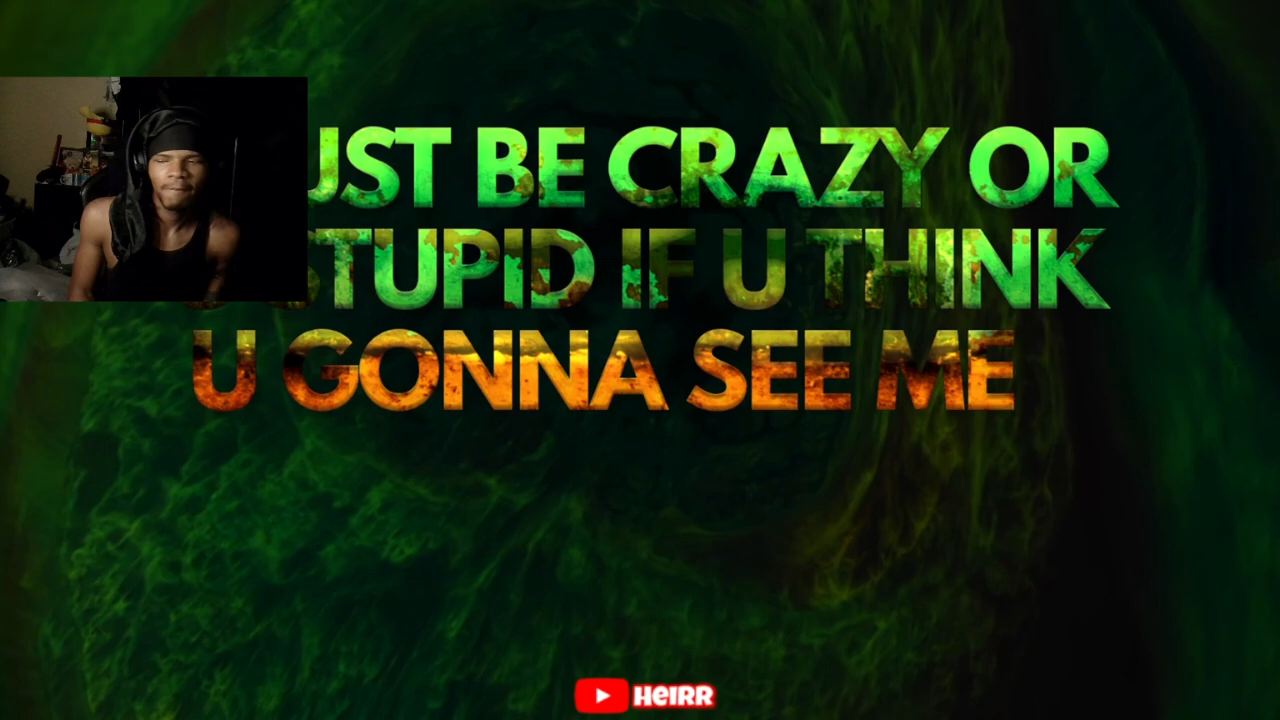 UST BE CRAZY OR
STUPID IF U THINK
U GONNA SEE ME
HEIRR